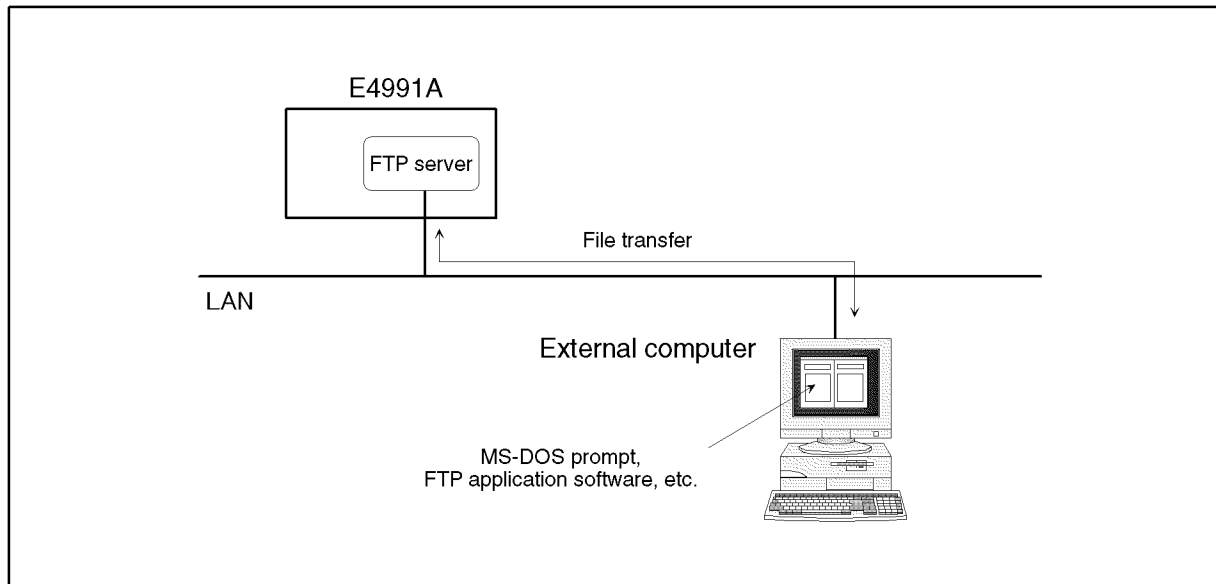 E4991A
FTP server
File transfer
LAN
External computer
MS-DOS prompt,
FTP application software, etc.